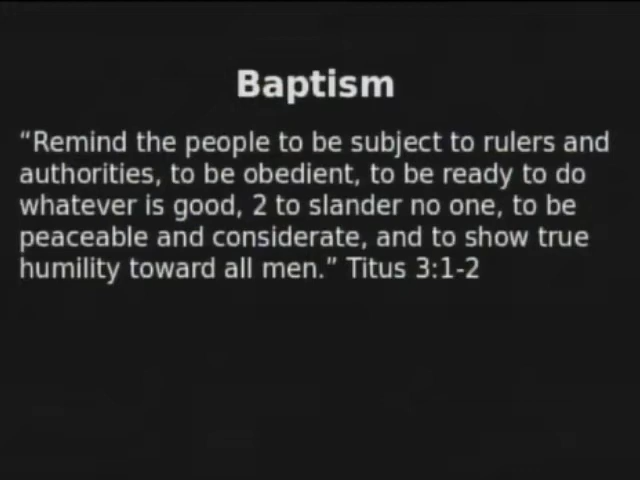 Baptism
“Remind the people to be subject to rulers and
authorities, to be obedient, to be ready to do
whatever is good, 2 to slander no one, to be
peaceable and considerate, and to show true
humility toward all men.” Titus 3:1-2